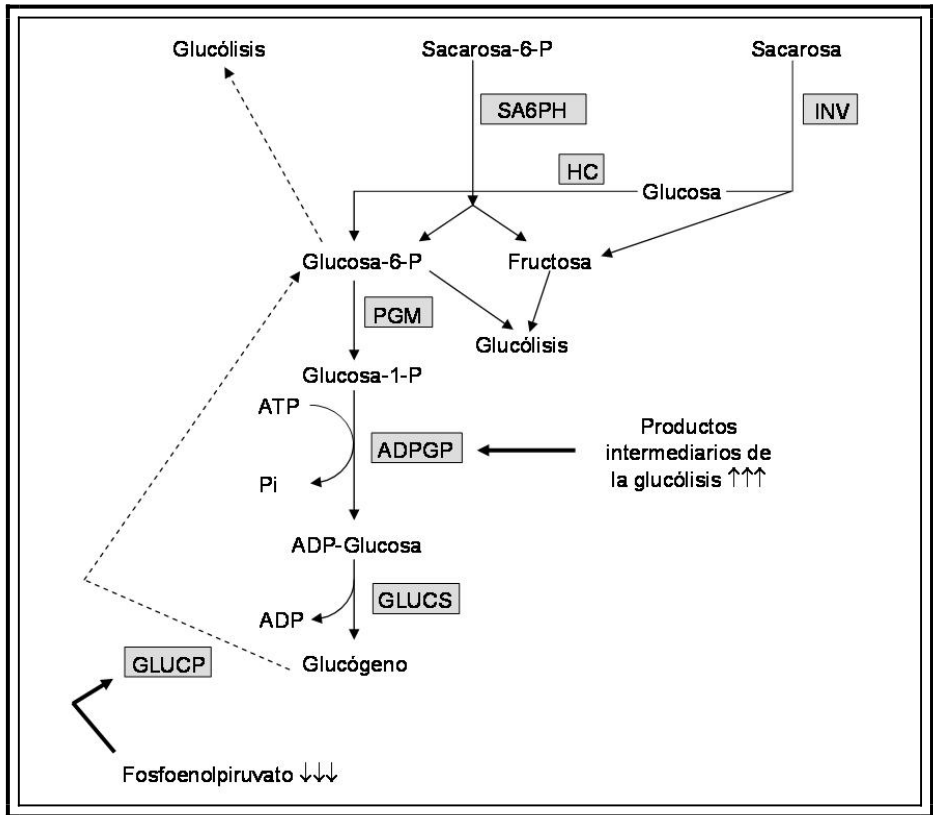 Glucólisis
Sacarosa-6-P
Sacarosa
SA6PH
INV
HC
Glucosa
Glucosa-6-P
Fructosa
PGM
Glucólisis
Glucosa-1-P
ATP
ADPGP
Productos
intermediarios de
la glucólisis ↑↑↑
Pi
ADP-Glucosa
GLUCS
ADP
GLUCP
Glucógeno
Fosfoenolpiruvato ↓↓↓